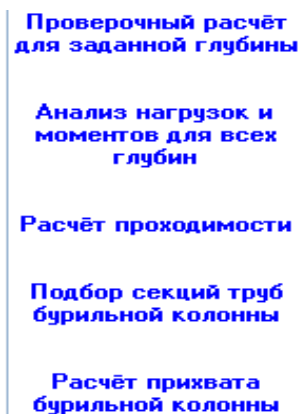 Проверочный расчёт
для заданной глубины
Анализ нагрузок и
моментов для всех
глубин
Расчёт проходимости
Подбор секций труб
бурильной колонны
Расчёт прихвата
бурильной колонны